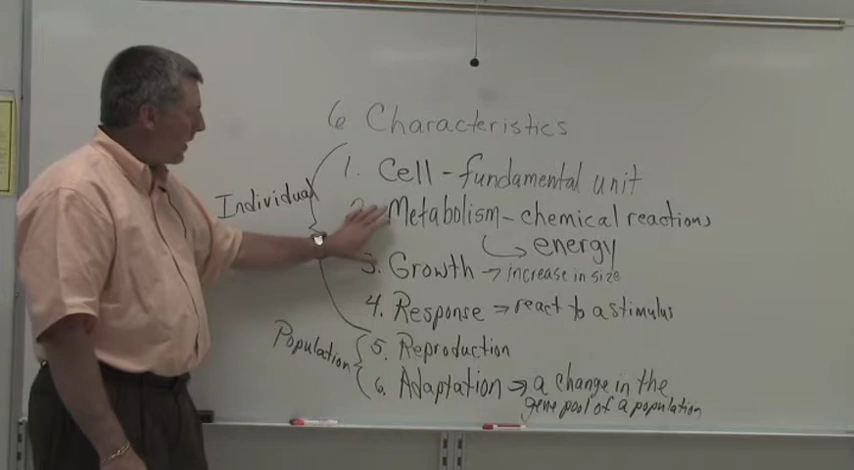 6 Characteristics
Individual
1. Cell - fundamental unit
Metabolism - chemical reactions
energy
3. Growth → increase in size
4. Response → react to a stimulus
Population
5. Reproduction
6. Adaptation → a change in the
gene pool of a population